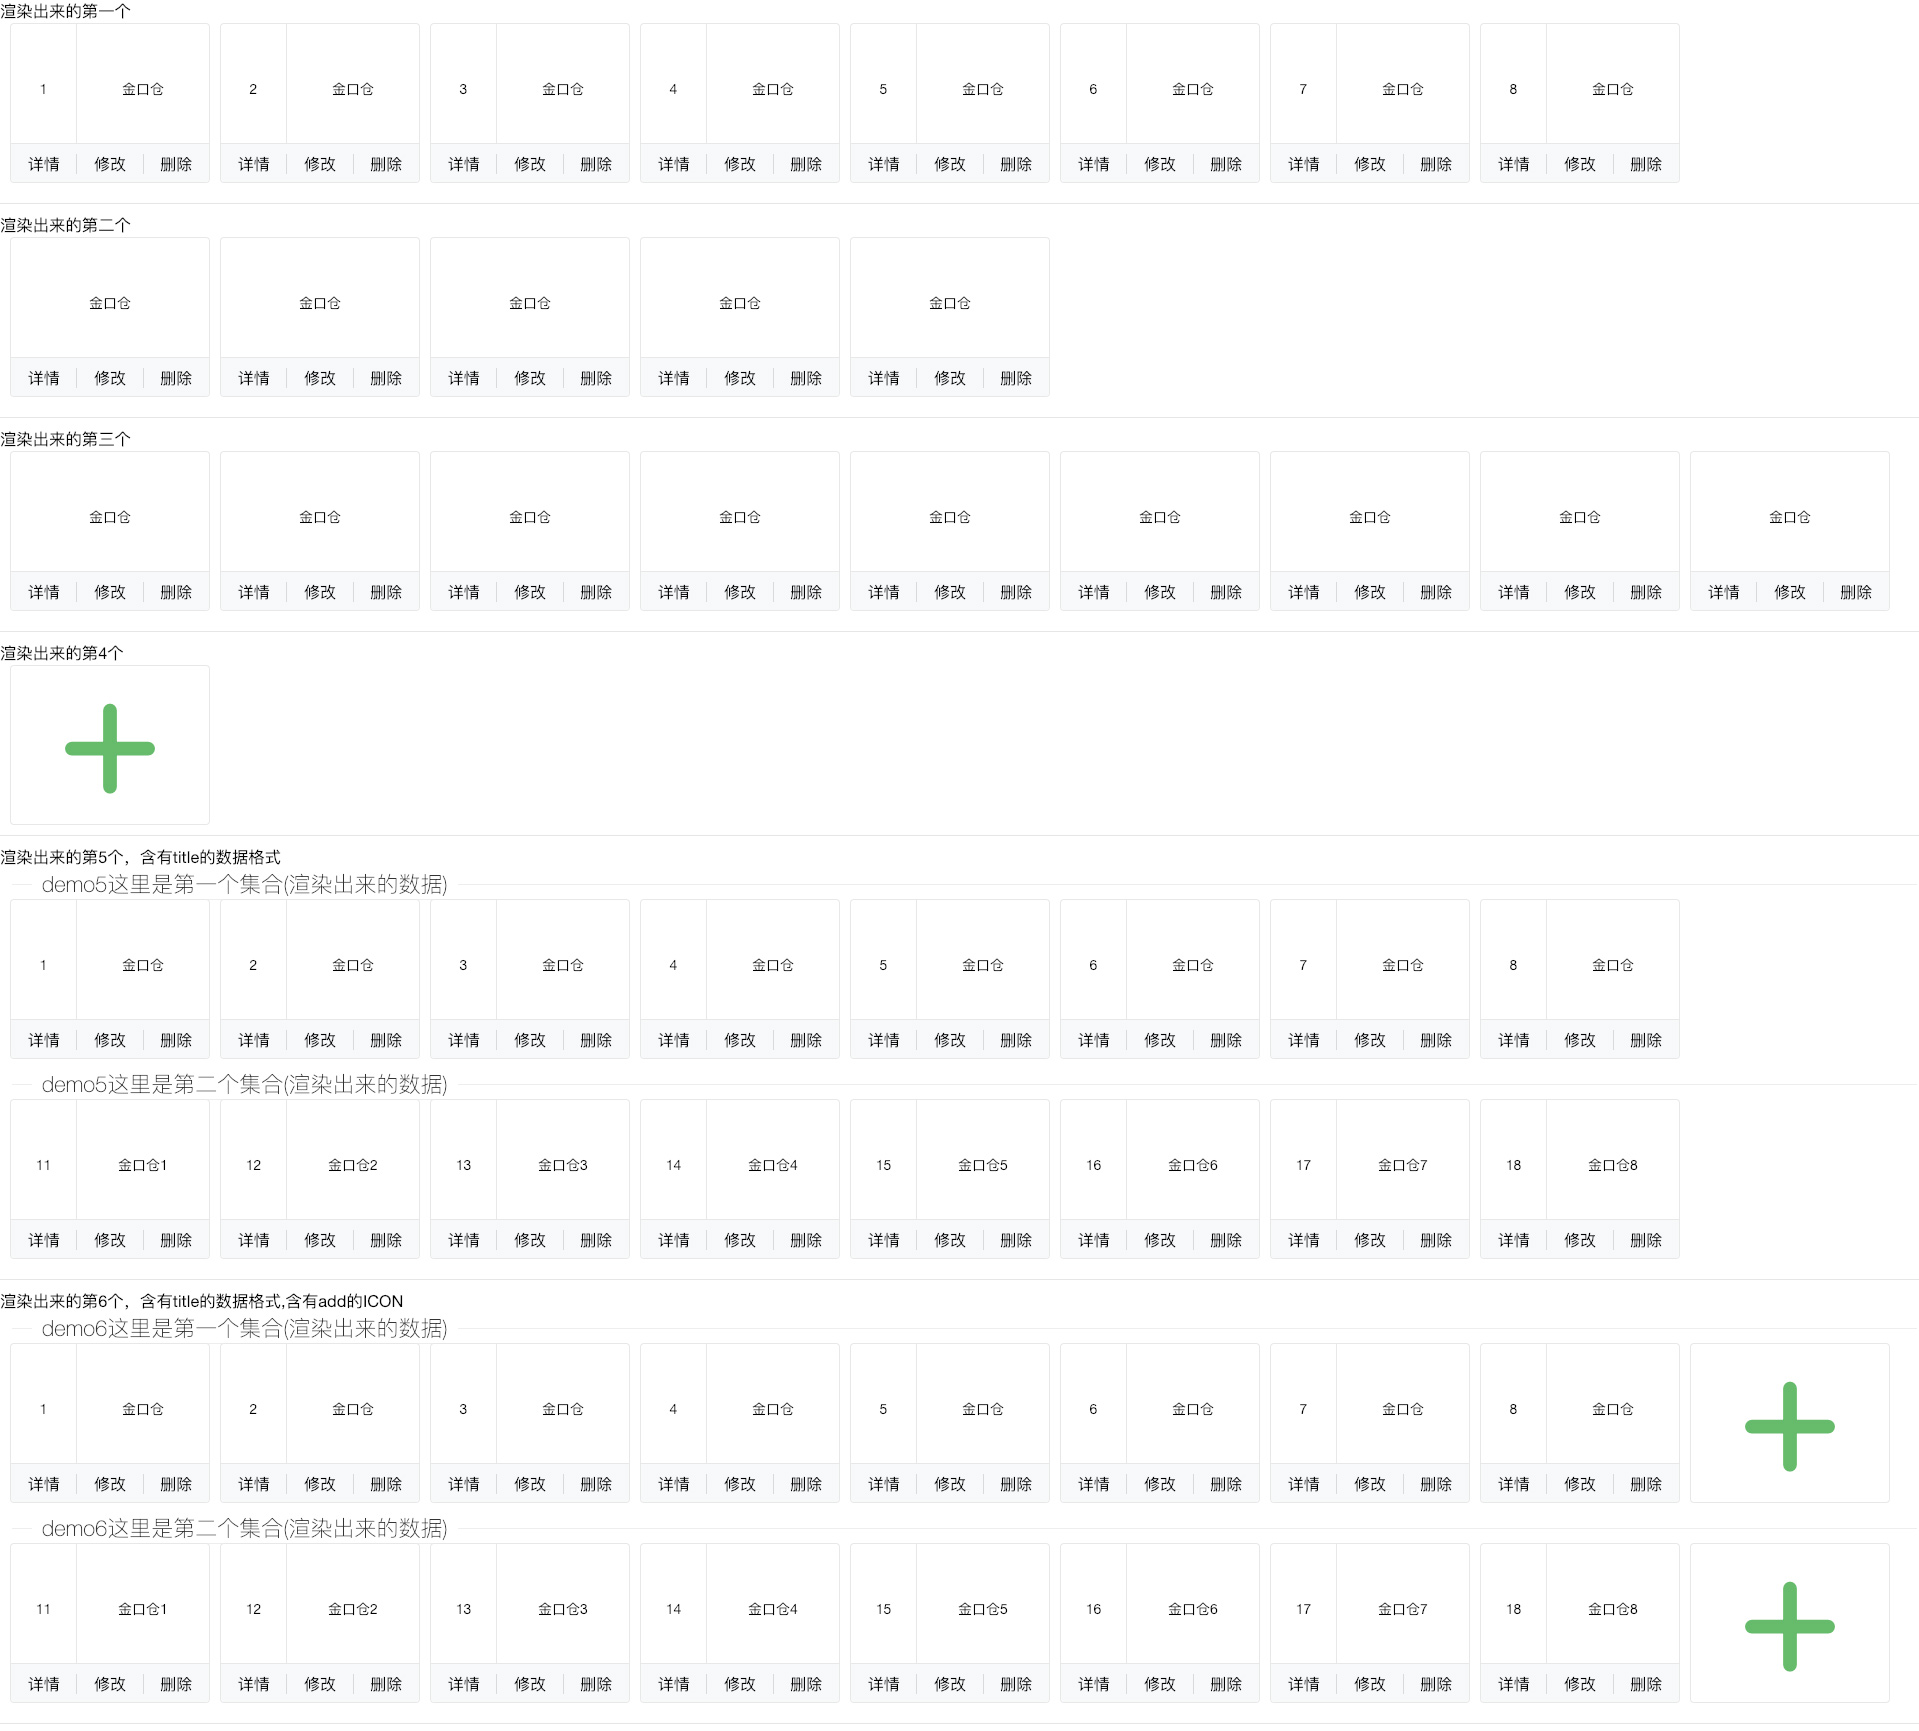 渲染出来的第一个
1 金口仓 2 金口仓 3 金口仓 4 金口仓 5 金口仓 6 金口仓 7 金口仓 8 金口仓
详情 修改 删除 详情 修改 删除 详情 修改 删除 详情 修改 删除 详情 修改 删除 详情 修改 删除 详情 修改 删除 详情 修改 删除
渲染出来的第二个
金口仓 金口仓 金口仓 金口仓 金口仓
详情 修改 删除 详情 修改 删除 详情 修改 删除 详情 修改 删除 详情 修改 删除
渲染出来的第三个
金口仓 金口仓 金口仓 金口仓 金口仓 金口仓 金口仓 金口仓 金口仓
详情 修改 删除 详情 修改 删除 详情 修改 删除 详情 修改 删除 详情 修改 删除 详情 修改 删除 详情 修改 删除 详情 修改 删除 详情 修改 删除
渲染出来的第4个
渲染出来的第5个，含有title的数据格式
demo5这里是第一个集合(渲染出来的数据)
1 金口仓 2 金口仓 3 金口仓 4 金口仓 5 金口仓 6 金口仓 7 金口仓 8 金口仓
详情 修改 删除 详情 修改 删除 详情 修改 删除 详情 修改 删除 详情 修改 删除 详情 修改 删除 详情 修改 删除 详情 修改 删除
demo5这里是第二个集合(渲染出来的数据)
11 金口仓1 12 金口仓2 13 金口仓3 14 金口仓4 15 金口仓5 16 金口仓6 17 金口仓7 18 金口仓8
详情 修改 删除 详情 修改 删除 详情 修改 删除 详情 修改 删除 详情 修改 删除 详情 修改 删除 详情 修改 删除 详情 修改 删除
渲染出来的第6个，含有title的数据格式,含有add的ICON
demo6这里是第一个集合(渲染出来的数据)
1 金口仓 2 金口仓 3 金口仓 4 金口仓 5 金口仓 6 金口仓 7 金口仓 8 金口仓
详情 修改 删除 详情 修改 删除 详情 修改 删除 详情 修改 删除 详情 修改 删除 详情 修改 删除 详情 修改 删除 详情 修改 删除
demo6这里是第二个集合(渲染出来的数据)
11 金口仓1 12 金口仓2 13 金口仓3 14 金口仓4 15 金口仓5 16 金口仓6 17 金口仓7 18 金口仓8
详情 修改 删除 详情 修改 删除 详情 修改 删除 详情 修改 删除 详情 修改 删除 详情 修改 删除 详情 修改 删除 详情 修改 删除